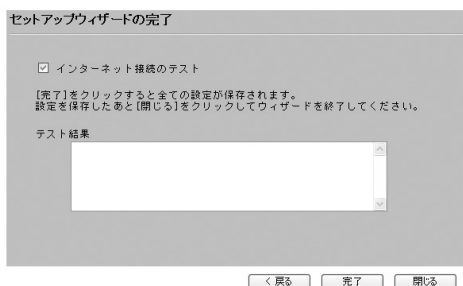 セットアップウィザードの完了
インターネット接続のテスト
[完了]をクリックすると全ての設定が保存されます。
設定を保存したあと[閉じる]をクリックしてウィザードを終了してください。
テスト結果
< 戻る 完了 閉じる